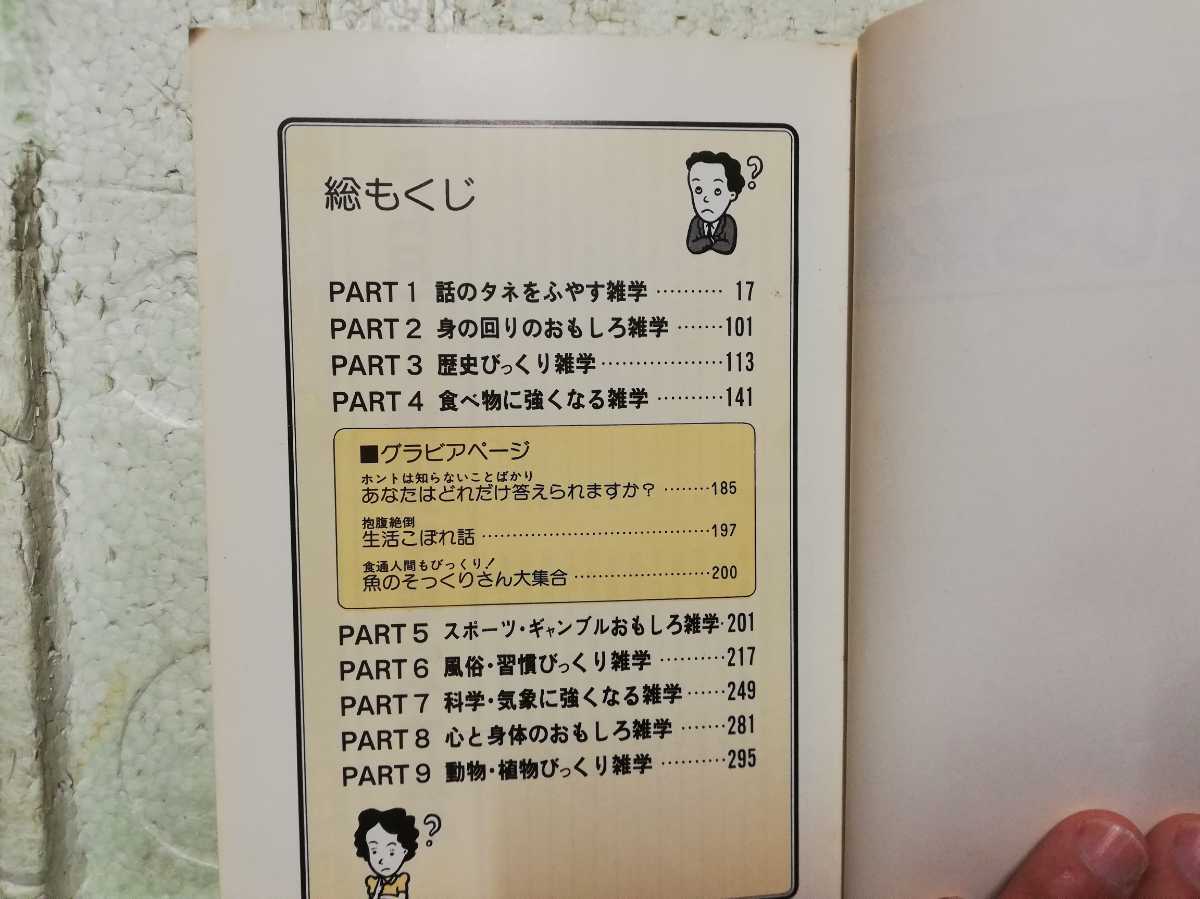 総もくじ
?
PART 1 話のタネをふやす雑学 ·········· 17
PART 2 身の回りのおもしろ雑学 ·······101
PART 3 歴史びっくり雑学 ··················113
PART 4 食べ物に強くなる雑学 ··········141
■グラビアページ
ホントは知らないことばかり
あなたはどれだけ答えられますか? ········185
抱腹絶倒
生活こぼれ話 ·····································197
食通人間もびっくり!
魚のそっくりさん大集合 ·······················200
PART 5 スポーツ・ギャンブルおもしろ雑学·201
PART 6 風俗・習慣びっくり雑学 ··········217
PART 7 科学・気象に強くなる雑学 ······249
PART 8 心と身体のおもしろ雑学 ·······281
PART 9 動物・植物びっくり雑学 ··········295
?